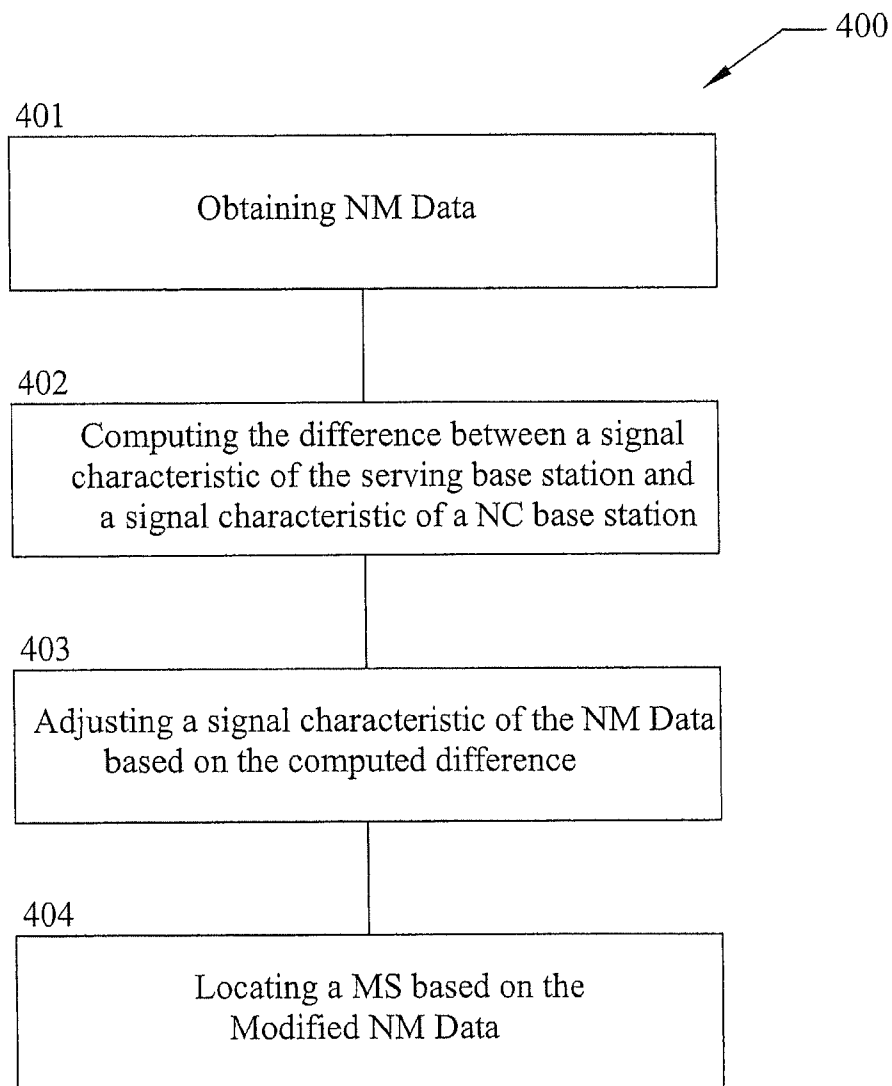 400
401
Obtaining NM Data
402
Computing the difference between a signal
characteristic of the serving base station and
a signal characteristic of a NC base station
403
Adjusting a signal characteristic of the NM Data
based on the computed difference
404
Locating a MS based on the
Modified NM Data